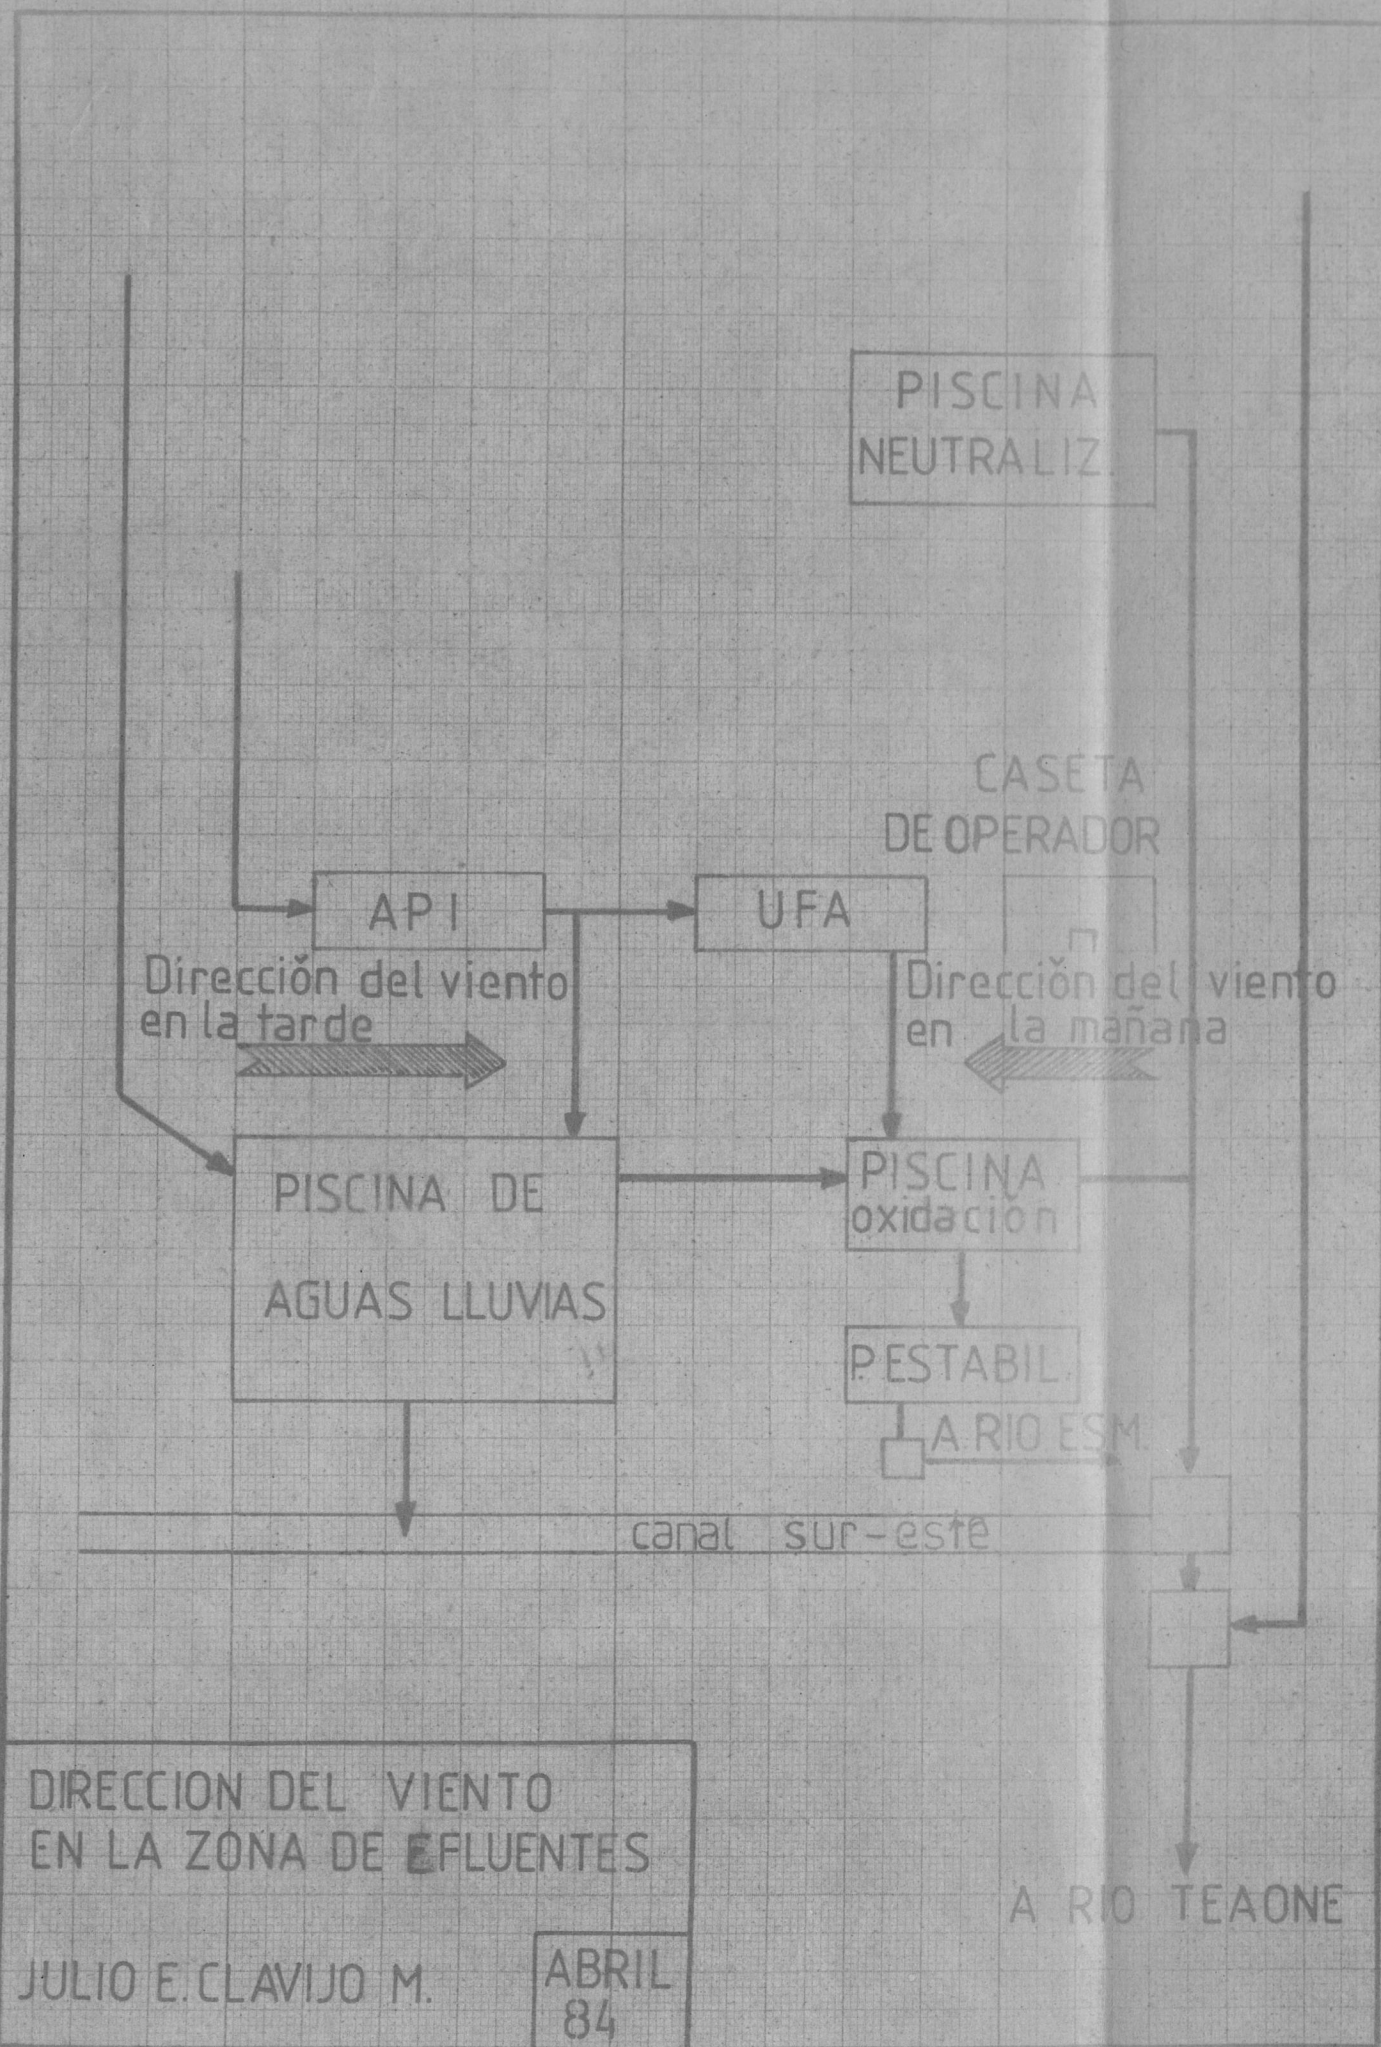 PISCINA
NEUTRALIZ.
CASETA
DE OPERADOR
API
UFA
Dirección del viento
en la tarde
Dirección del viento
en la mañana
PISCINA DE
AGUAS LLUVIAS
PISCINA
oxidación
P.ESTABIL.
A RIO ESM.
canal sur-este
DIRECCION DEL VIENTO
EN LA ZONA DE EFLUENTES
A RIO TEAONE
JULIO E. CLAVIJO M.
ABRIL
84